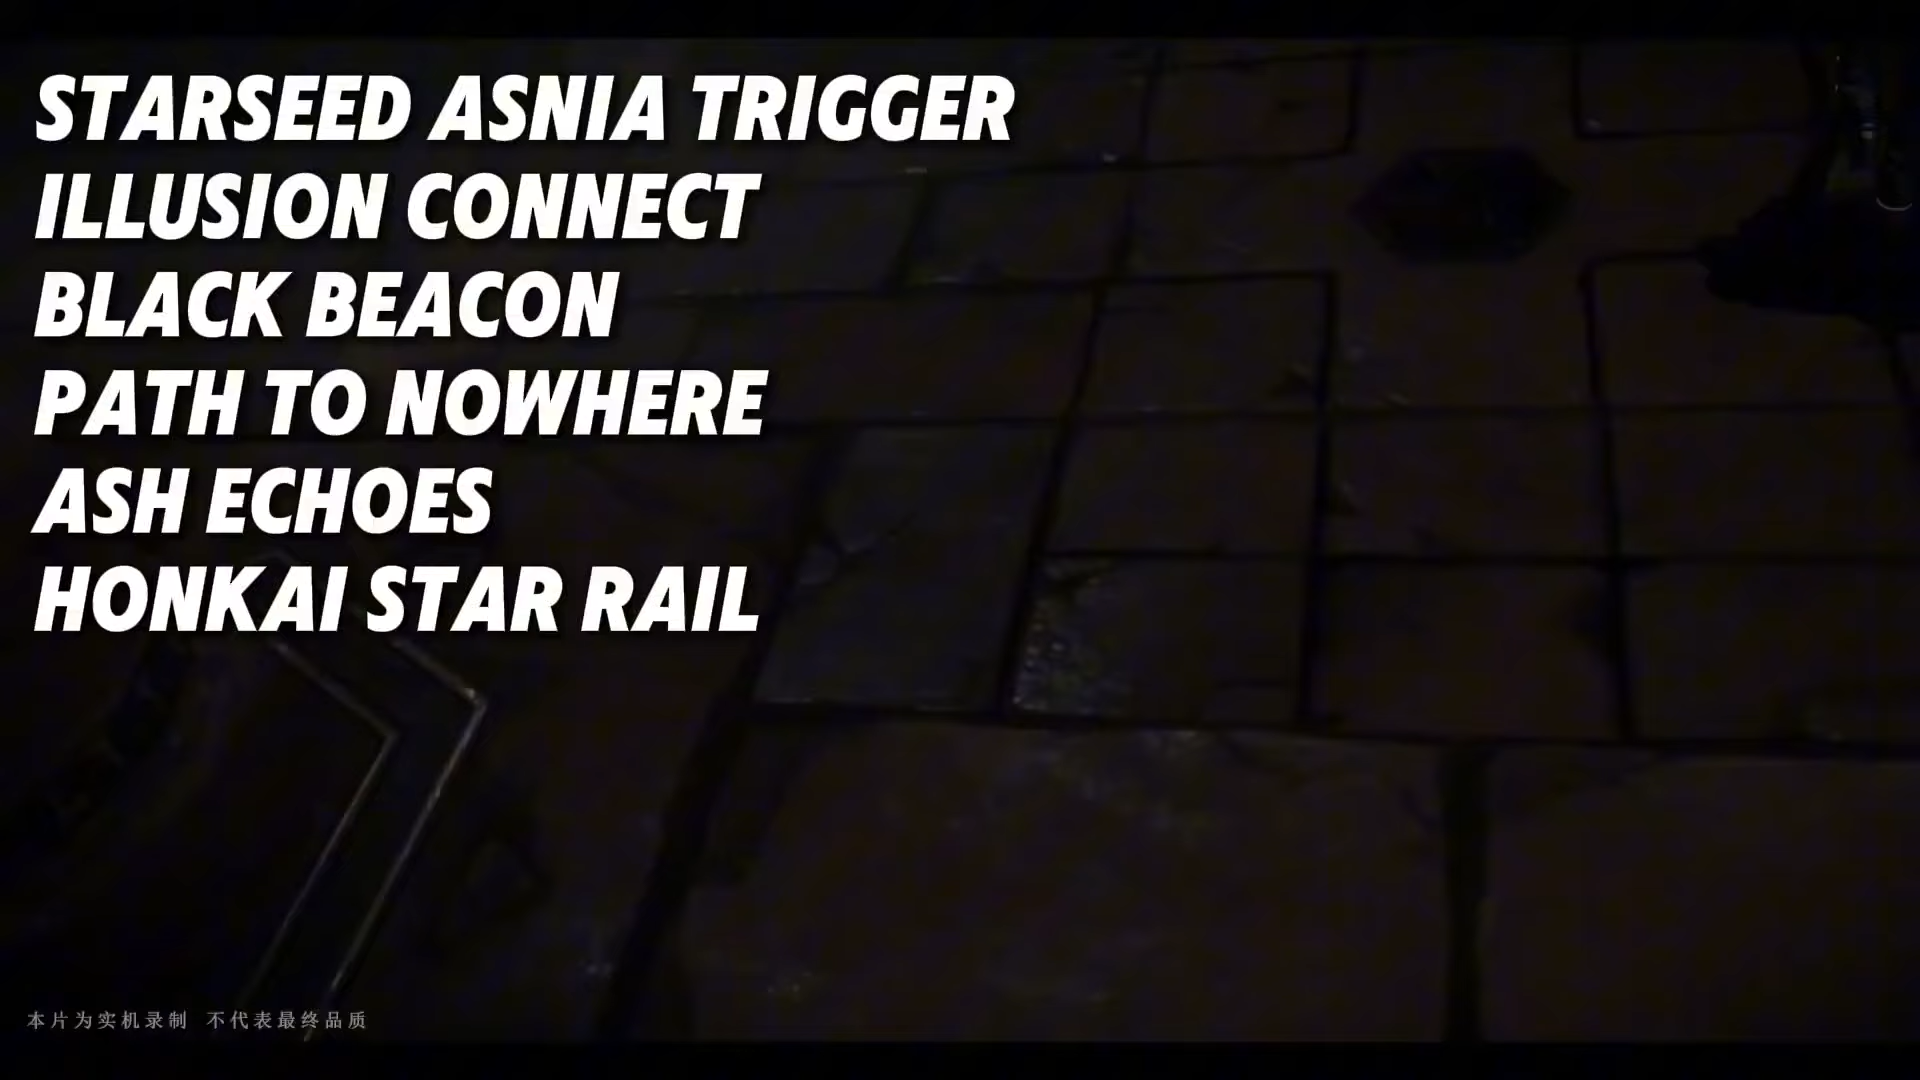 STARSEED ASNIA TRIGGER
ILLUSION CONNECT
BLACK BEACON
PATH TO NOWHERE
ASH ECHOES
HONKAI STAR RAIL
本片为实机录制 不代表最终品质